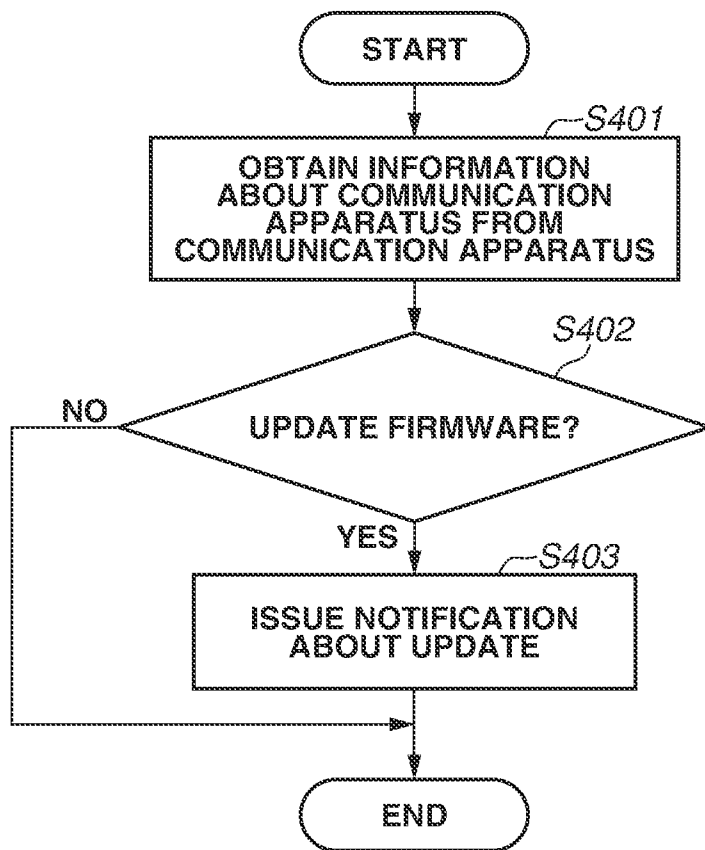 START
S401
OBTAIN INFORMATION
ABOUT COMMUNICATION
APPARATUS FROM
COMMUNICATION APPARATUS
S402
NO
UPDATE FIRMWARE?
YES
S403
ISSUE NOTIFICATION
ABOUT UPDATE
END